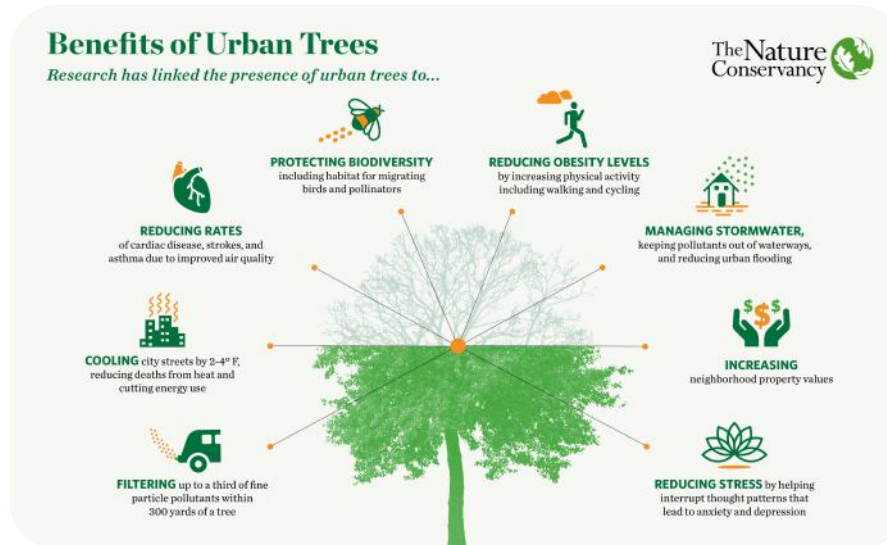 Benefits of Urban Trees
Research has linked the presence of urban trees to...
The Nature
Conservancy
PROTECTING BIODIVERSITY
including habitat for migrating
birds and pollinators
REDUCING OBESITY LEVELS
by increasing physical activity
including walking and cycling
REDUCING RATES
of cardiac disease, strokes, and
asthma due to improved air quality
MANAGING STORMWATER,
keeping pollutants out of waterways,
and reducing urban flooding
COOLING city streets by 2-4° F,
reducing deaths from heat and
cutting energy use
$ $ $
INCREASING
neighborhood property values
FILTERING up to a third of fine
particle pollutants within
300 yards of a tree
REDUCING STRESS by helping
interrupt thought patterns that
lead to anxiety and depression